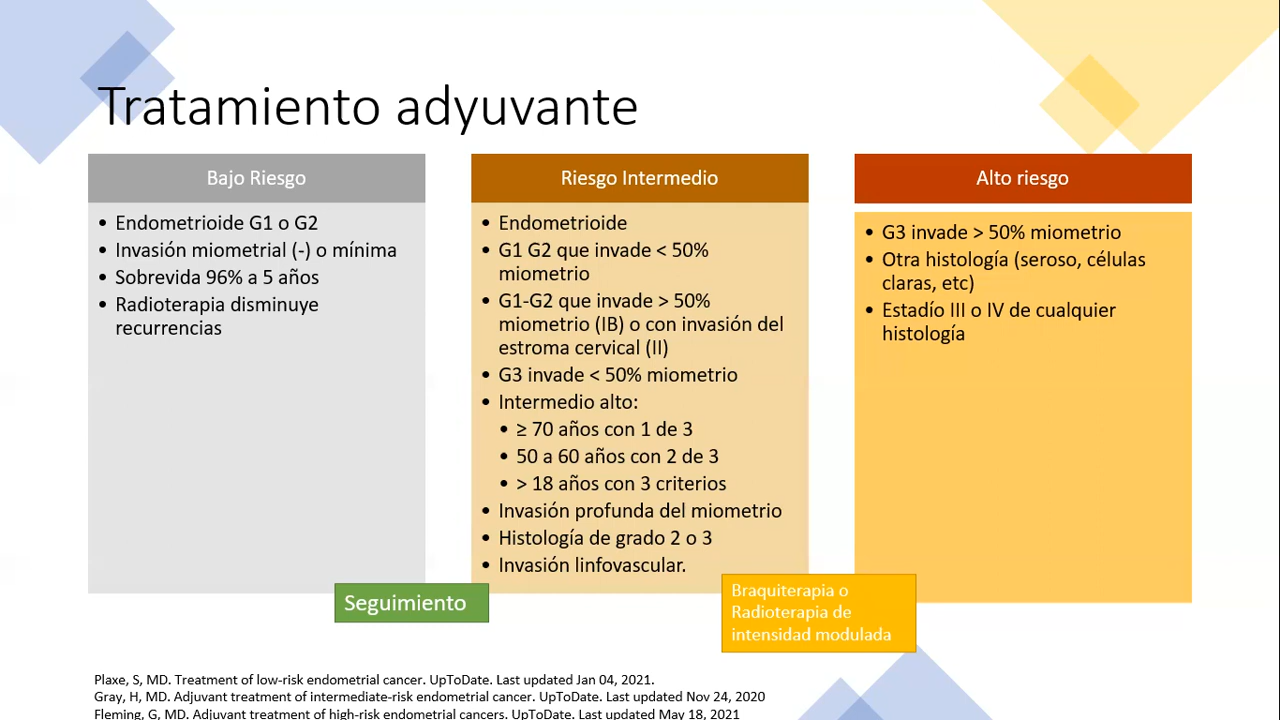 Tratamiento adyuvante
Bajo Riesgo
• Endometrioide G1 o G2
• Invasión miometrial (-) o mínima
• Sobrevida 96% a 5 años
• Radioterapia disminuye
recurrencias
Riesgo Intermedio
• Endometrioide
• G1 G2 que invade < 50%
miometrio
• G1-G2 que invade > 50%
miometrio (IB) o con invasión del
estroma cervical (II)
• G3 invade < 50% miometrio
• Intermedio alto:
• ≥ 70 años con 1 de 3
• 50 a 60 años con 2 de 3
• > 18 años con 3 criterios
• Invasión profunda del miometrio
• Histología de grado 2 o 3
• Invasión linfovascular.
Alto riesgo
• G3 invade > 50% miometrio
• Otra histología (seroso, células
claras, etc)
• Estadío III o IV de cualquier
histología
Seguimiento
Braquiterapia o
Radioterapia de
intensidad modulada
Plaxe, S, MD. Treatment of low-risk endometrial cancer. UpToDate. Last updated Jan 04, 2021.
Gray, H, MD. Adjuvant treatment of intermediate-risk endometrial cancer. UpToDate. Last updated Nov 24, 2020
Fleming, G, MD. Adjuvant treatment of high-risk endometrial cancers. UpToDate. Last updated May 18, 2021